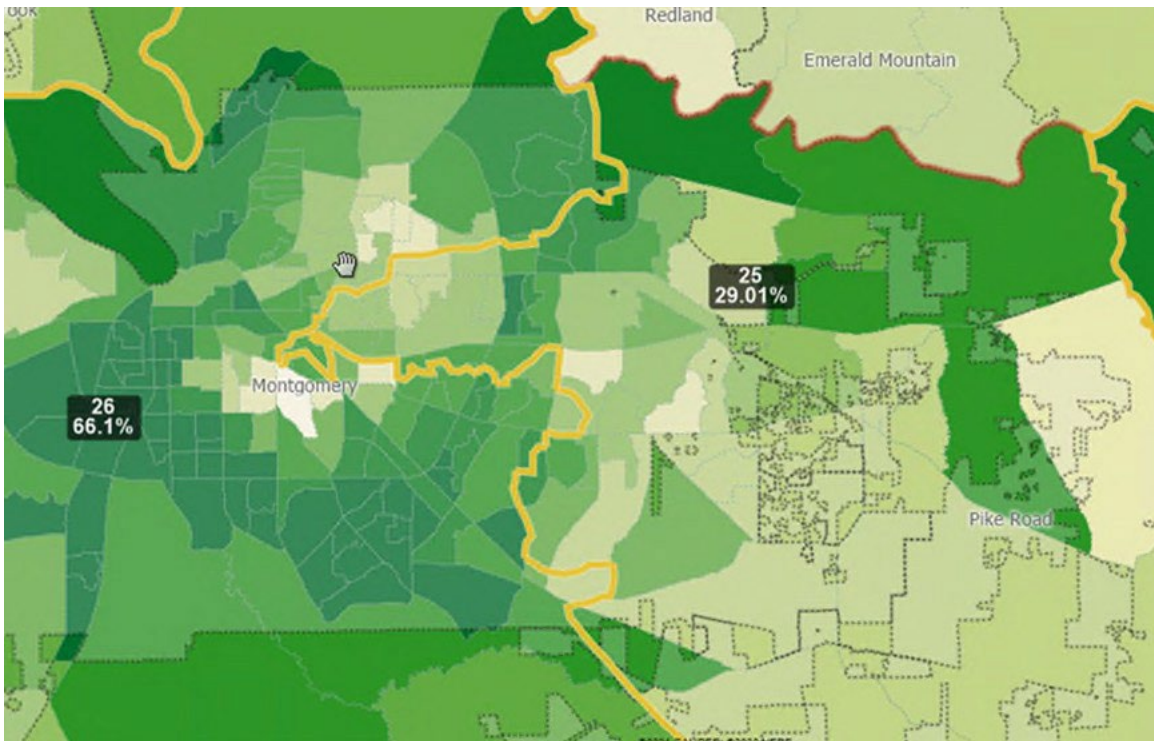 Redland
Emerald Mountain
25
29.01%
Montgomery
26
66.1%
Pike Road